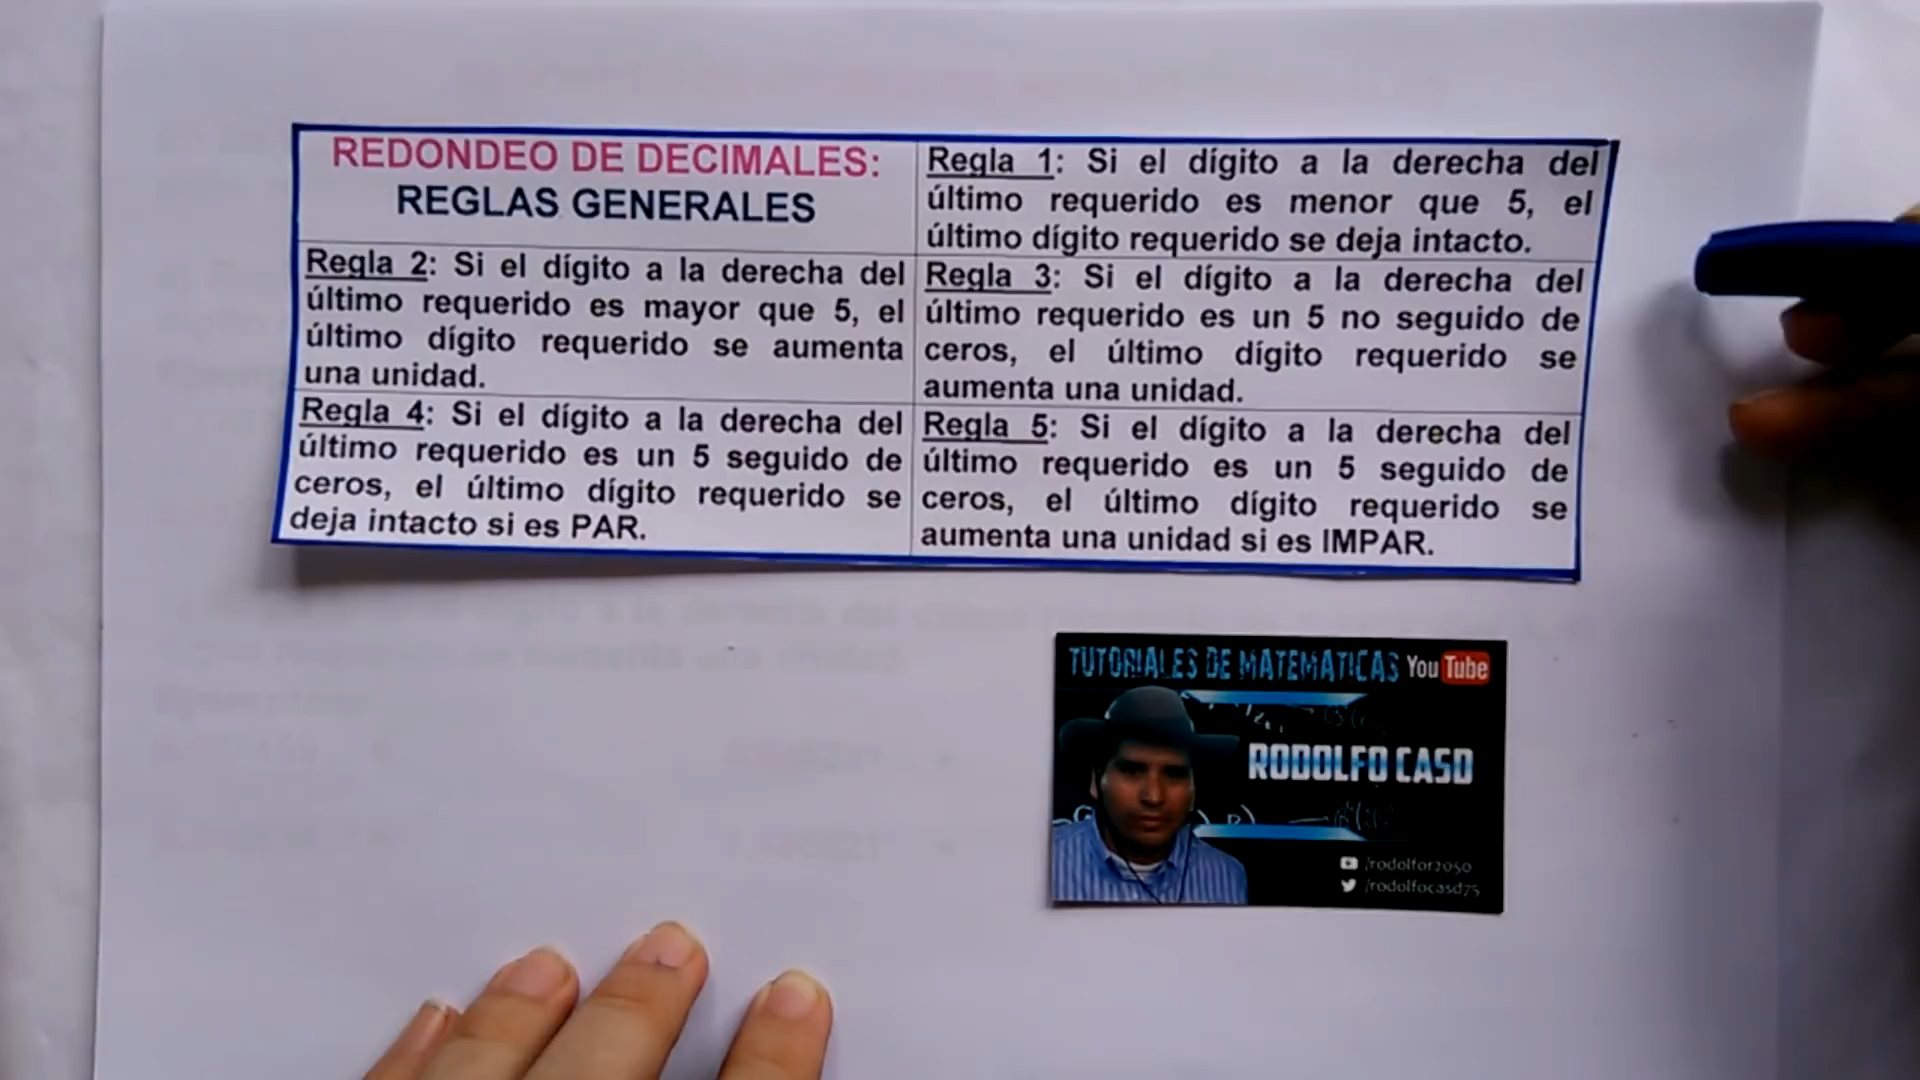 REDONDEO DE DECIMALES:
REGLAS GENERALES
Regla 1: Si el dígito a la derecha del
último requerido es menor que 5, el
último dígito requerido se deja intacto.
Regla 2: Si el dígito a la derecha del
último requerido es mayor que 5, el
último dígito requerido se aumenta
una unidad.
Regla 3: Si el dígito a la derecha del
último requerido es un 5 no seguido de
ceros, el último dígito requerido se
aumenta una unidad.
Regla 4: Si el dígito a la derecha del
último requerido es un 5 seguido de
ceros, el último dígito requerido se
deja intacto si es PAR.
Regla 5: Si el dígito a la derecha del
último requerido es un 5 seguido de
ceros, el último dígito requerido se
aumenta una unidad si es IMPAR.
TUTORIALES DE MATEMATICAS YouTube
RODOLFO CASD
/rodolfor2050
/rodolfocasd75